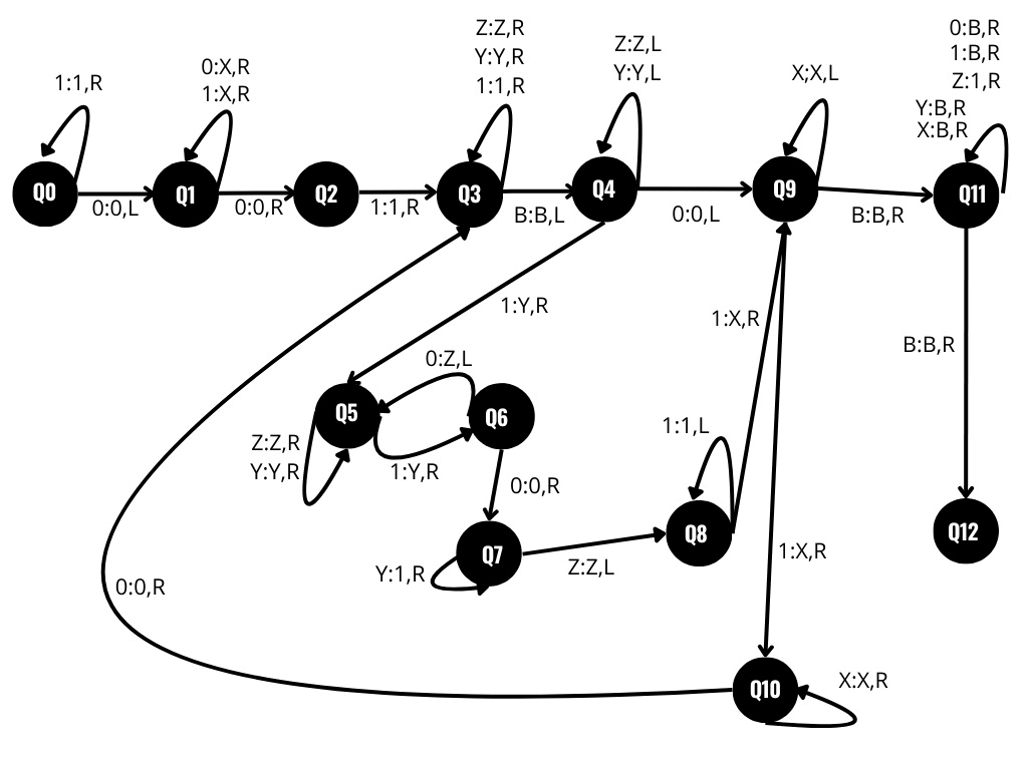 Z:Z,R
Y:Y,R
1:1,R
Z:Z,L
Y:Y,L
0:B,R
1:B,R
Z:1,R
Y:B,R
X:B,R
1:1,R
0:X,R
1:X,R
X;X,L
Q0
Q1
Q2
Q3
Q4
Q9
Q11
0:0,L
0:0,R
1:1,R
B:B,L
0:0,L
B:B,R
1:Y,R
1:X,R
B:B,R
0:Z,L
Q5
Q6
Z:Z,R
Y:Y,R
1:Y,R
1:1,L
0:0,R
Q7
Q8
Q12
Y:1,R
Z:Z,L
1:X,R
0:0,R
Q10
X:X,R